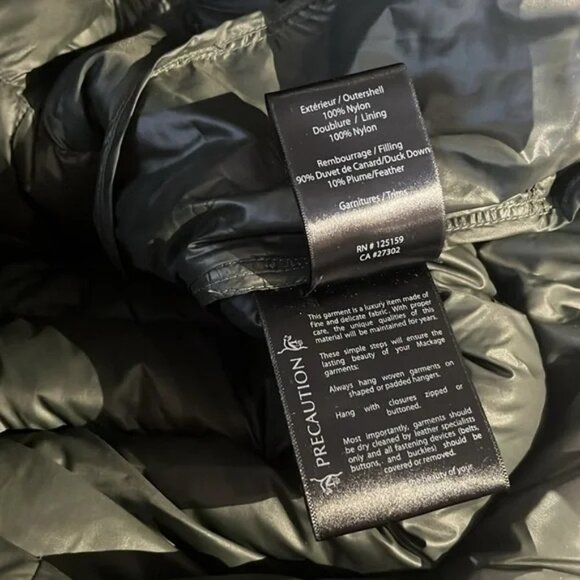 Extérieur / Outershell
100% Nylon
Doublure / Lining
100% Nylon
Rembourrage / Filling
90% Duvet de Canard/Duck Down
10% Plume/Feather
Garnitures / Trims
RN # 125159
CA #27302
PRECAUTION
This garment is a luxury item made of
fine and delicate fabric. With proper
care, the unique qualities of this
material will be maintained for years.
These simple steps will ensure the
lasting beauty of your Mackage
garments:
Always hang woven garments on
shaped or padded hangers.
Hang with closures zipped or
buttoned.
Most importantly, garments should
be dry cleaned by leather specialists
only and all fastening devices (belts,
buttons, and buckles) should be
covered or removed.
the beauty of your